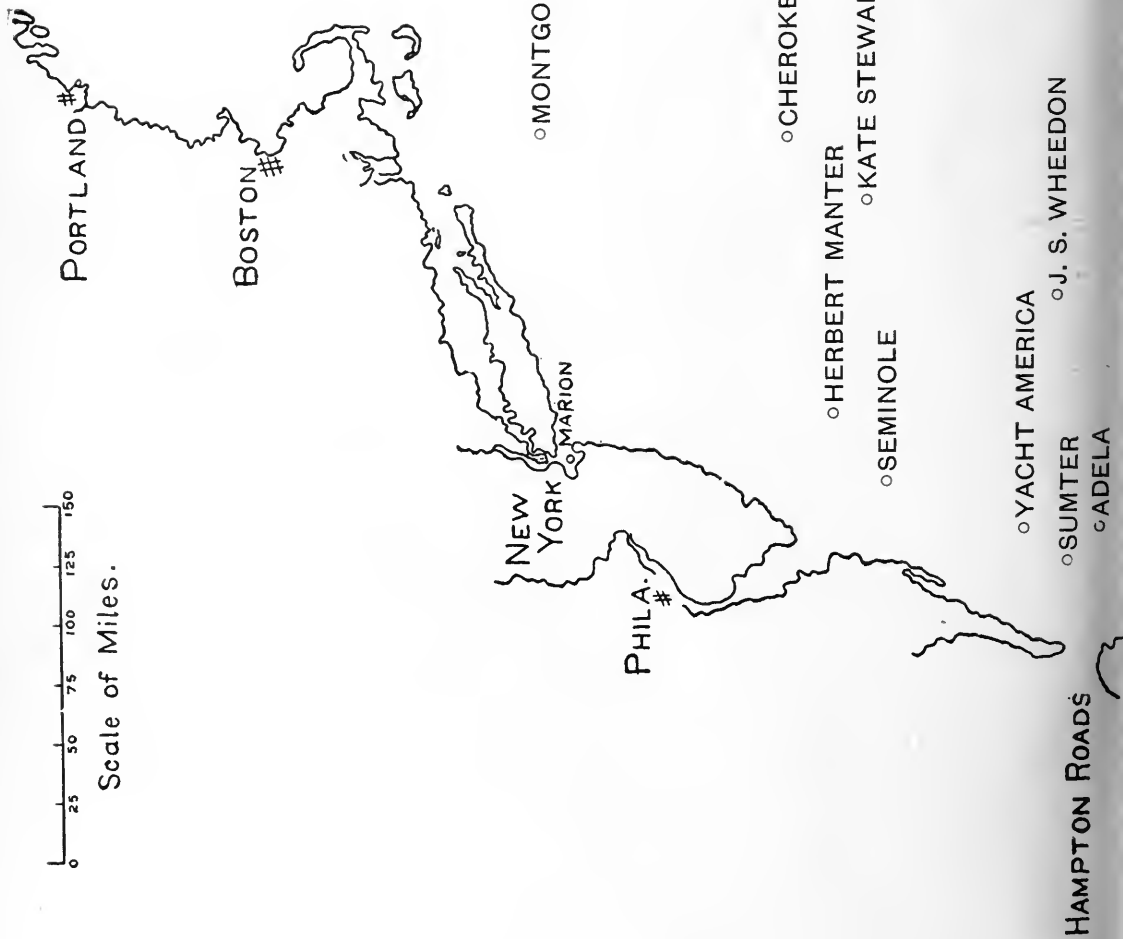 PORTLAND
BOSTON
NEW
YORK
MARION
PHILA.
HAMPTON ROADS
0 25 50 75 100 125 150
Scale of Miles.
○MONTGO
○CHEROKE
○HERBERT MANTER
○KATE STEWA
○SEMINOLE
○YACHT AMERICA
○J. S. WHEEDON
○SUMTER
○ADELA